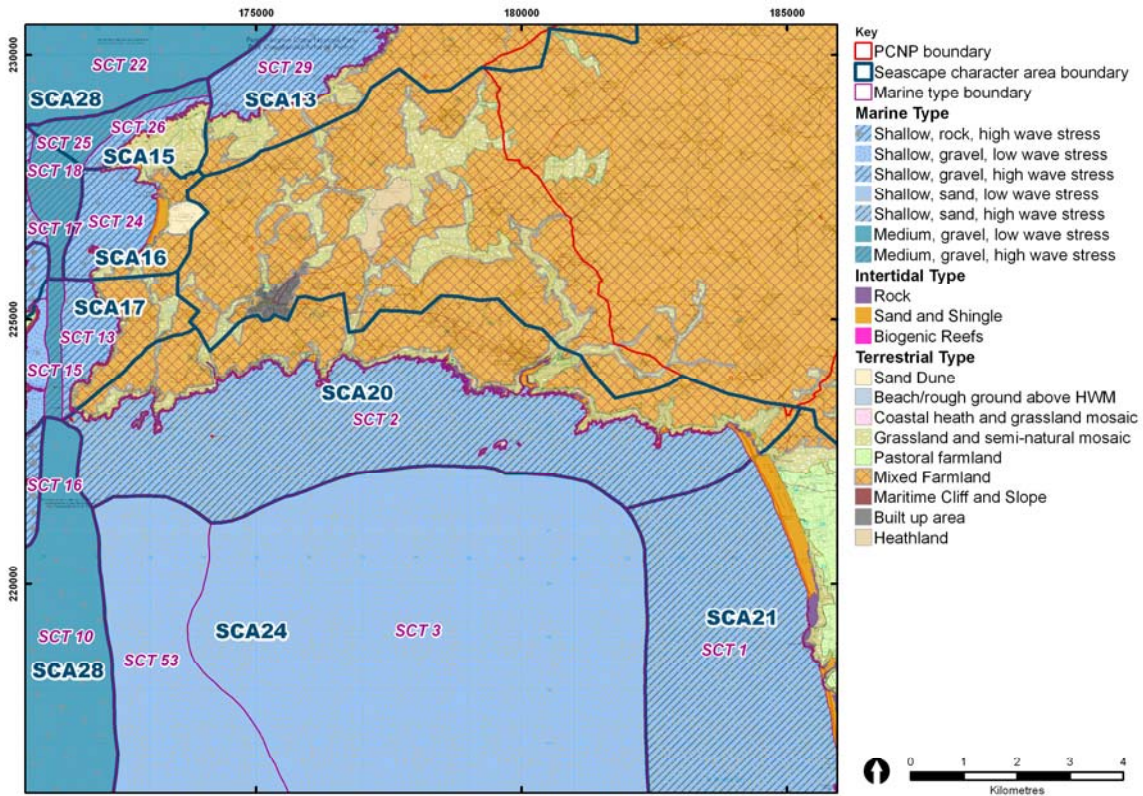 175000
180000
185000
230000
225000
220000
SCT 22
SCT 29
SCA28
SCA13
SCT 26
SCT 25
SCA15
SCT 18
SCT 24
SCT 17
SCA16
SCA17
SCT 13
SCT 15
SCA20
SCT 2
SCT 16
SCA24
SCT 3
SCA21
SCT 1
SCT 10
SCT 53
SCA28
Key
PCNP boundary
Seascape character area boundary
Marine type boundary
Marine Type
Shallow, rock, high wave stress
Shallow, gravel, low wave stress
Shallow, gravel, high wave stress
Shallow, sand, low wave stress
Shallow, sand, high wave stress
Medium, gravel, low wave stress
Medium, gravel, high wave stress
Intertidal Type
Rock
Sand and Shingle
Biogenic Reefs
Terrestrial Type
Sand Dune
Beach/rough ground above HWM
Coastal heath and grassland mosaic
Grassland and semi-natural mosaic
Pastoral farmland
Mixed Farmland
Maritime Cliff and Slope
Built up area
Heathland
0 1 2 3 4
Kilometres